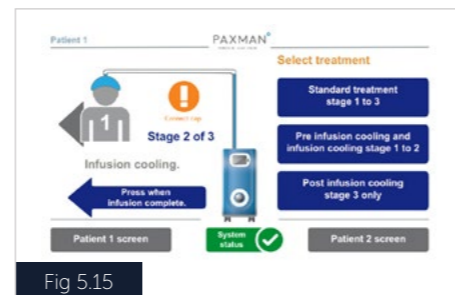 Patient 1
PAXMAN
Select treatment
1
Connect cap
Stage 2 of 3
Infusion cooling.
Press when
infusion complete.
Standard treatment
stage 1 to 3
Pre infusion cooling and
infusion cooling stage 1 to 2
Post infusion cooling
stage 3 only
Patient 1 screen
System
status
Patient 2 screen
Fig 5.15